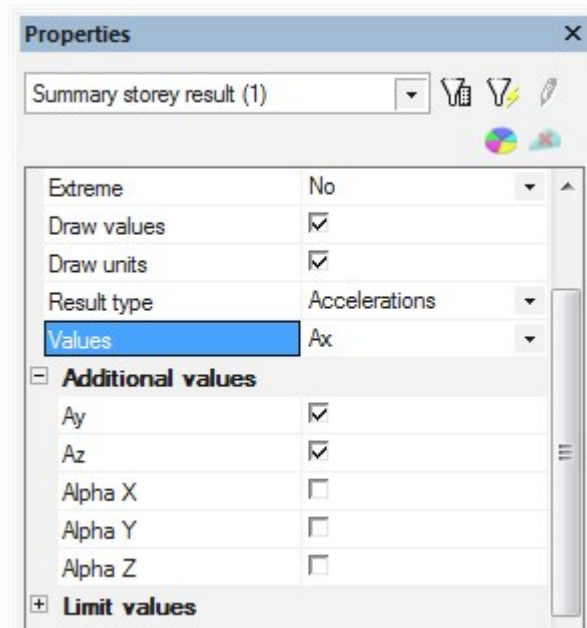 Properties
Summary storey result (1)
Extreme No
Draw values
Draw units
Result type Accelerations
Values Ax
Additional values
Ay
Az
Alpha X
Alpha Y
Alpha Z
Limit values